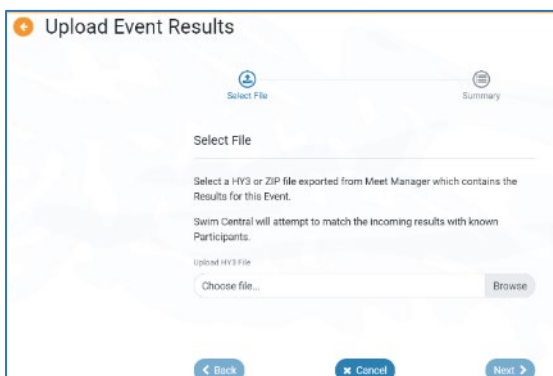 Upload Event Results
Select File
Summary
Select File
Select a HY3 or ZIP file exported from Meet Manager which contains the
Results for this Event.
Swim Central will attempt to match the incoming results with known
Participants.
Upload HY3 File
Choose file...
Browse
Back
Cancel
Next